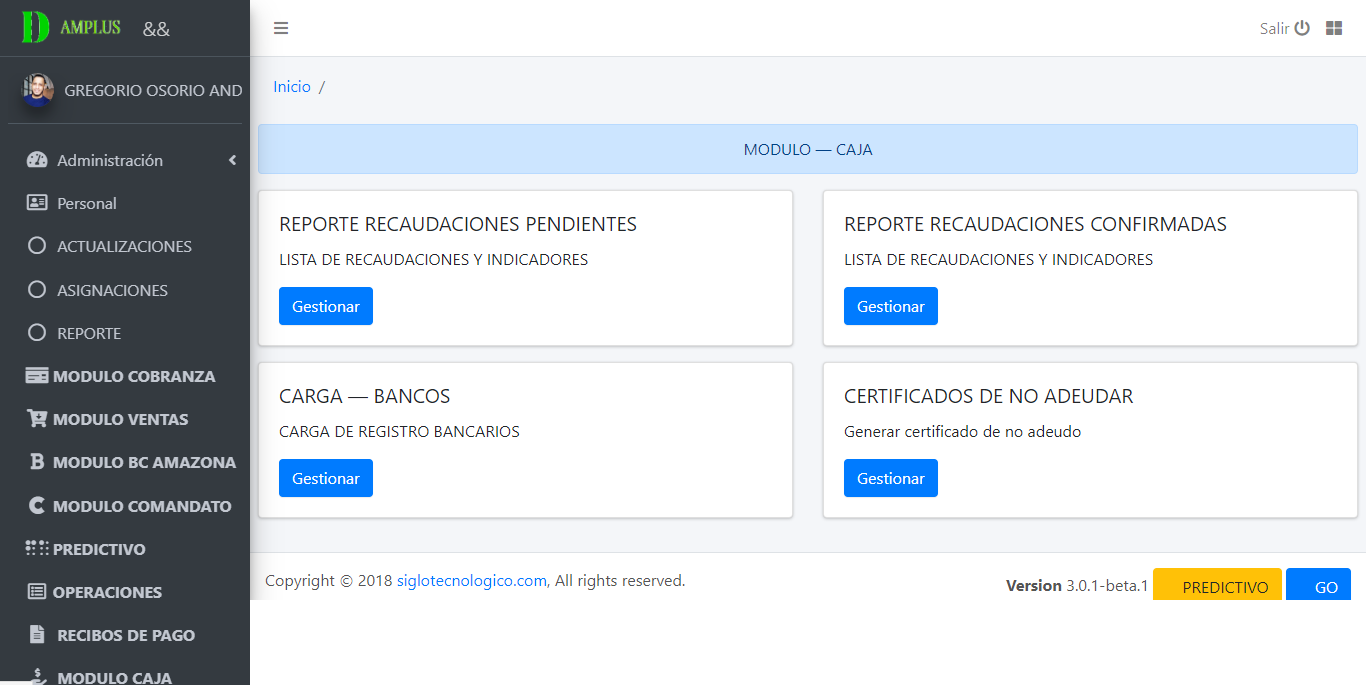 AMPLUS &&
GREGORIO OSORIO AND
Administración
Personal
ACTUALIZACIONES
ASIGNACIONES
REPORTE
MODULO COBRANZA
MODULO VENTAS
MODULO BC AMAZONA
MODULO COMANDATO
PREDICTIVO
OPERACIONES
RECIBOS DE PAGO
MODULO CAJA
Salir
Inicio /
MODULO — CAJA
REPORTE RECAUDACIONES PENDIENTES
LISTA DE RECAUDACIONES Y INDICADORES
Gestionar
REPORTE RECAUDACIONES CONFIRMADAS
LISTA DE RECAUDACIONES Y INDICADORES
Gestionar
CARGA — BANCOS
CARGA DE REGISTRO BANCARIOS
Gestionar
CERTIFICADOS DE NO ADEUDAR
Generar certificado de no adeudo
Gestionar
Copyright © 2018 siglotecnologico.com, All rights reserved.
Version 3.0.1-beta.1 PREDICTIVO GO